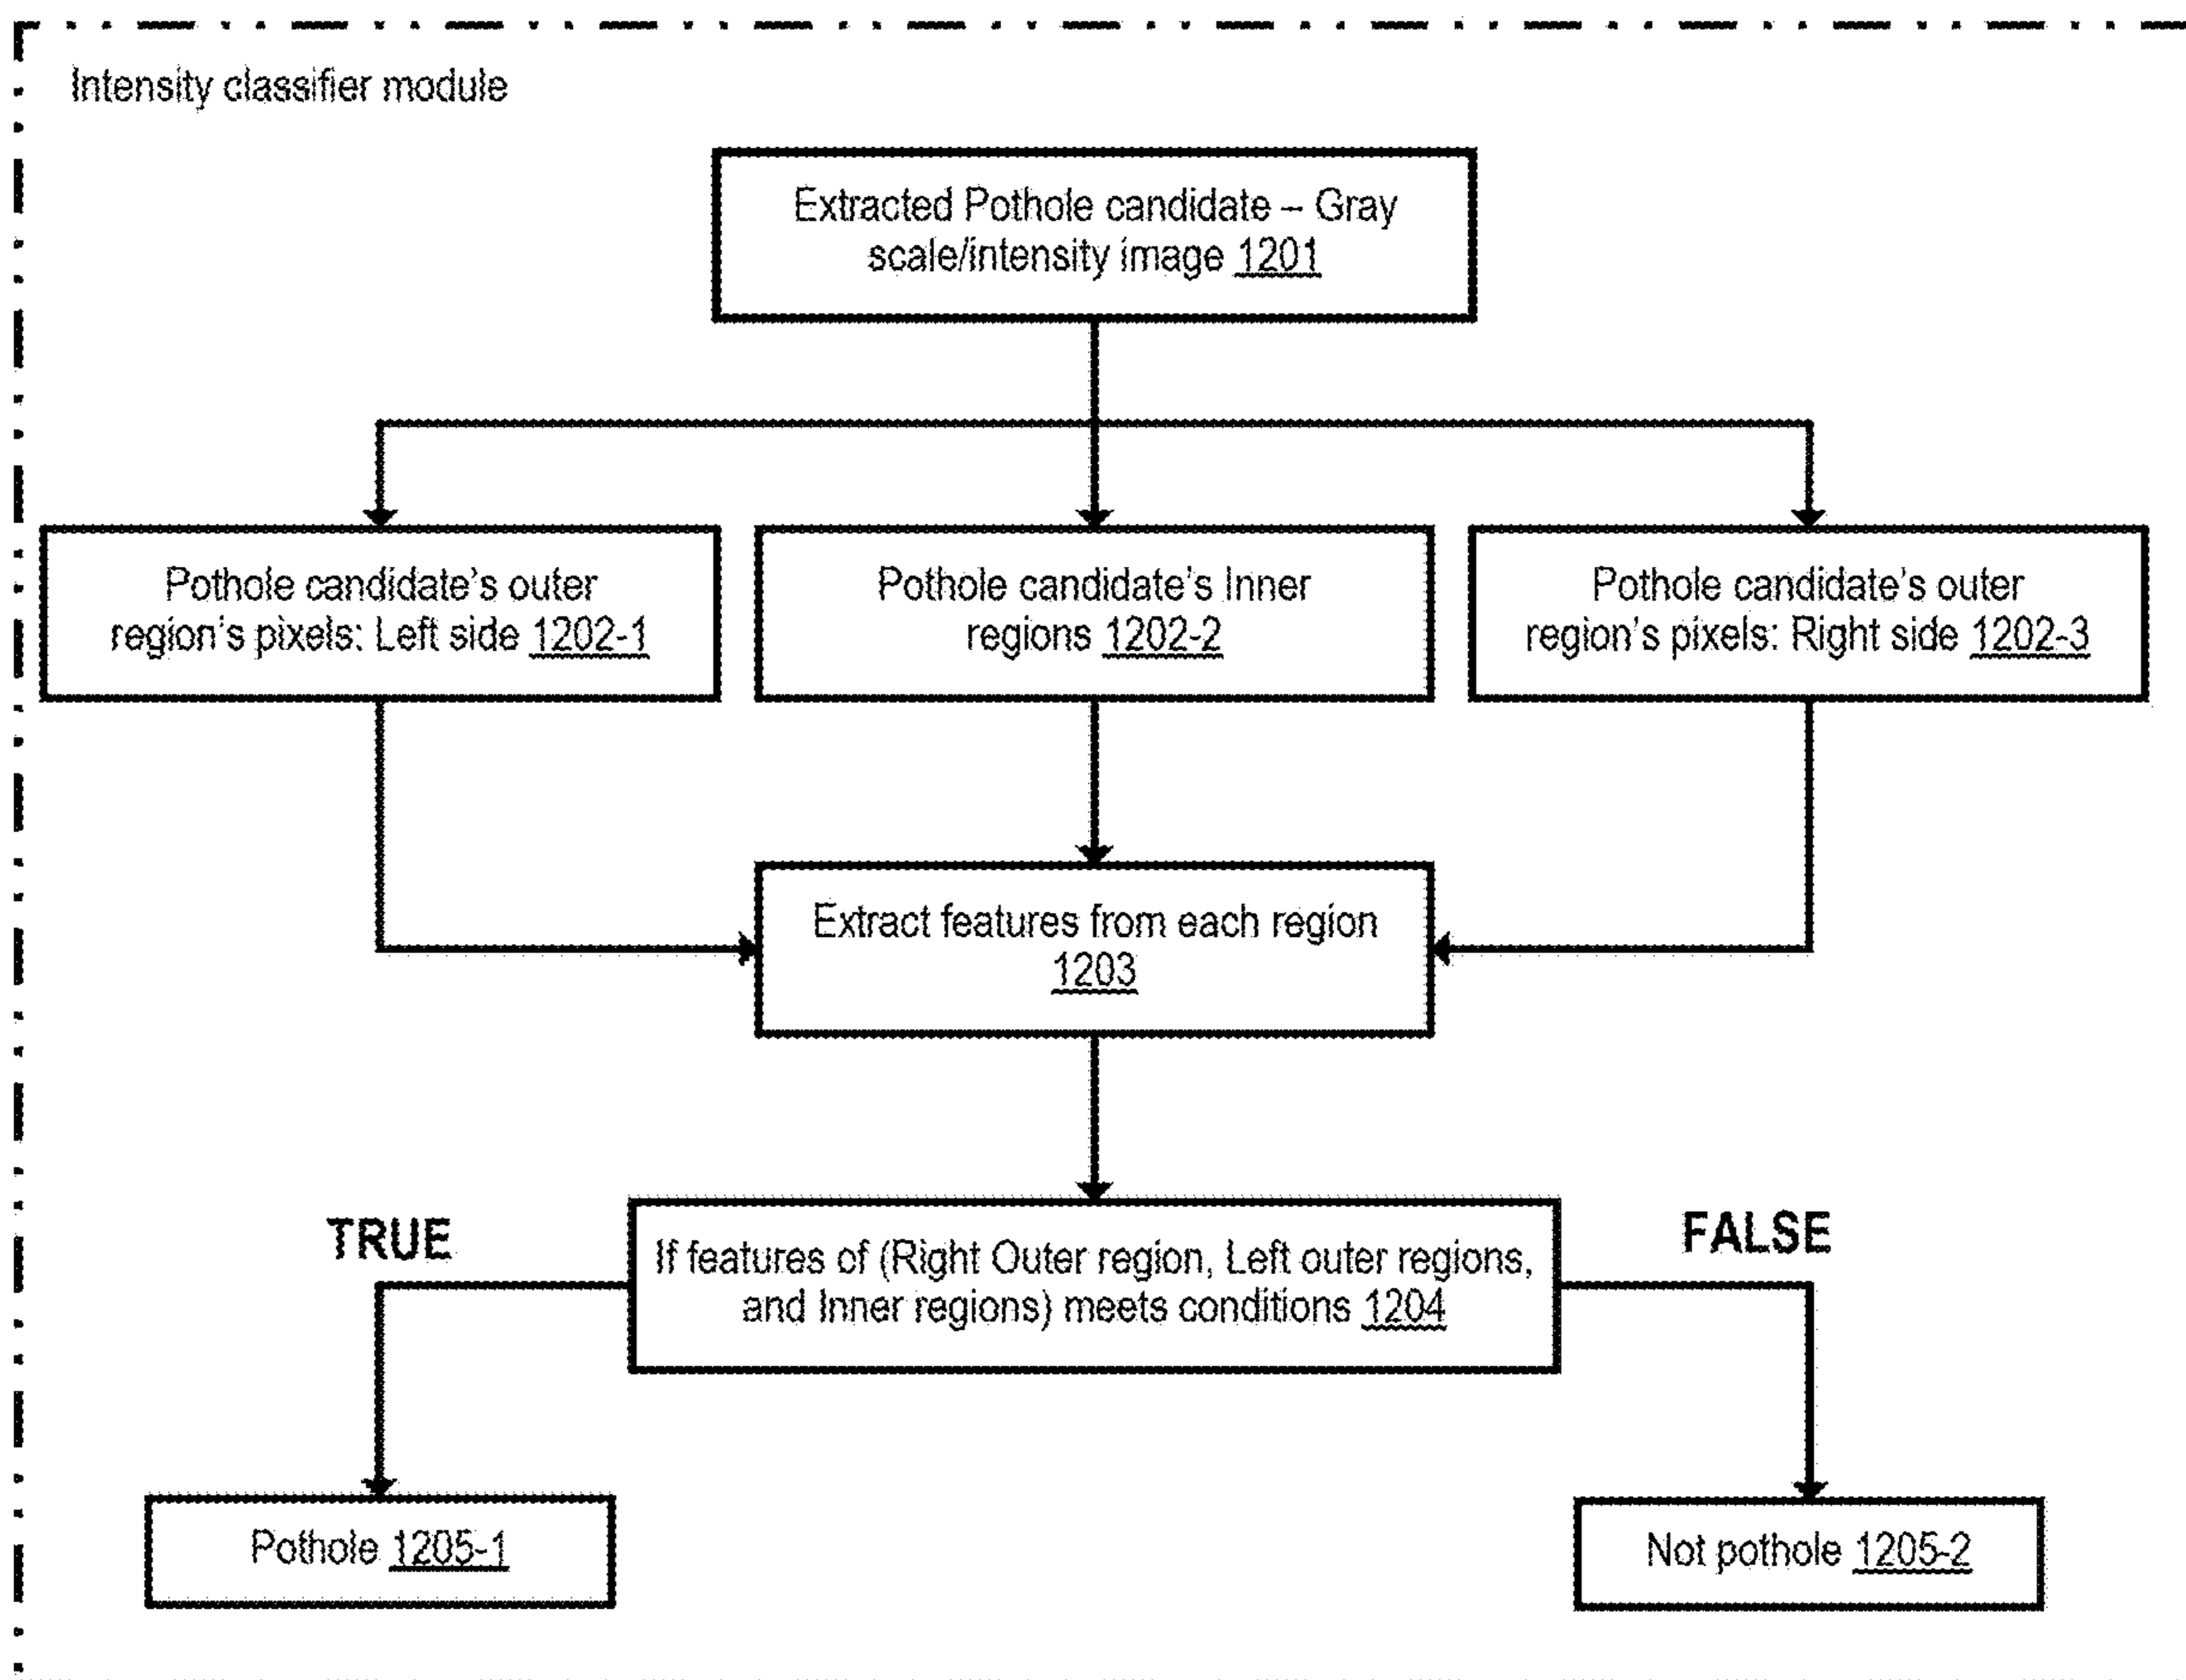 Intensity classifier module
Extracted Pothole candidate – Gray
scale/intensity image 1201
Pothole candidate's outer
region's pixels: Left side 1202-1
Pothole candidate's Inner
regions 1202-2
Pothole candidate's outer
region's pixels: Right side 1202-3
Extract features from each region
1203
TRUE
FALSE
If features of (Right Outer region, Left outer regions,
and Inner regions) meets conditions 1204
Pothole 1205-1
Not pothole 1205-2